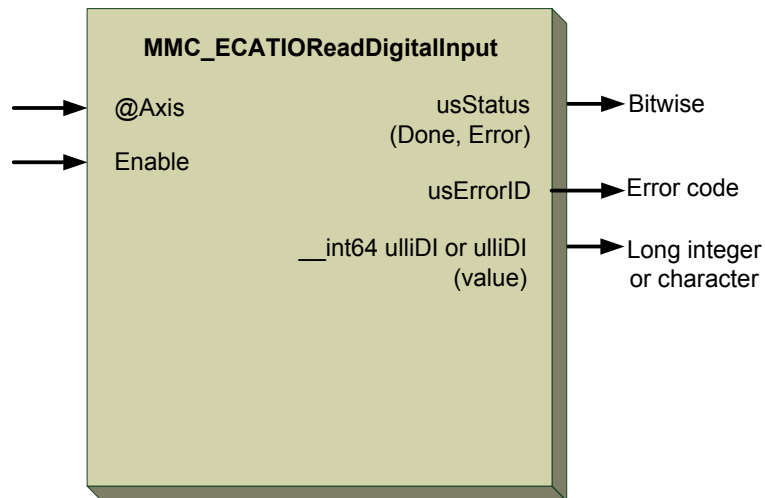 MMC_ECATIOReadDigitalInput
@Axis
usStatus
(Done, Error)
Bitwise
Enable
usErrorID
Error code
__int64 ulliDI or ulliDI
(value)
Long integer
or character